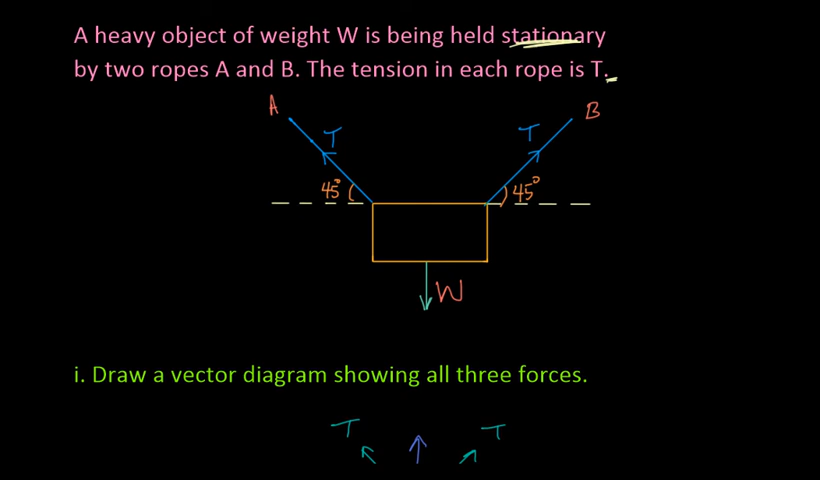 A heavy object of weight W is being held stationary
by two ropes A and B. The tension in each rope is T.
A
B
T
T
45°
45°
W
i. Draw a vector diagram showing all three forces.
T
T